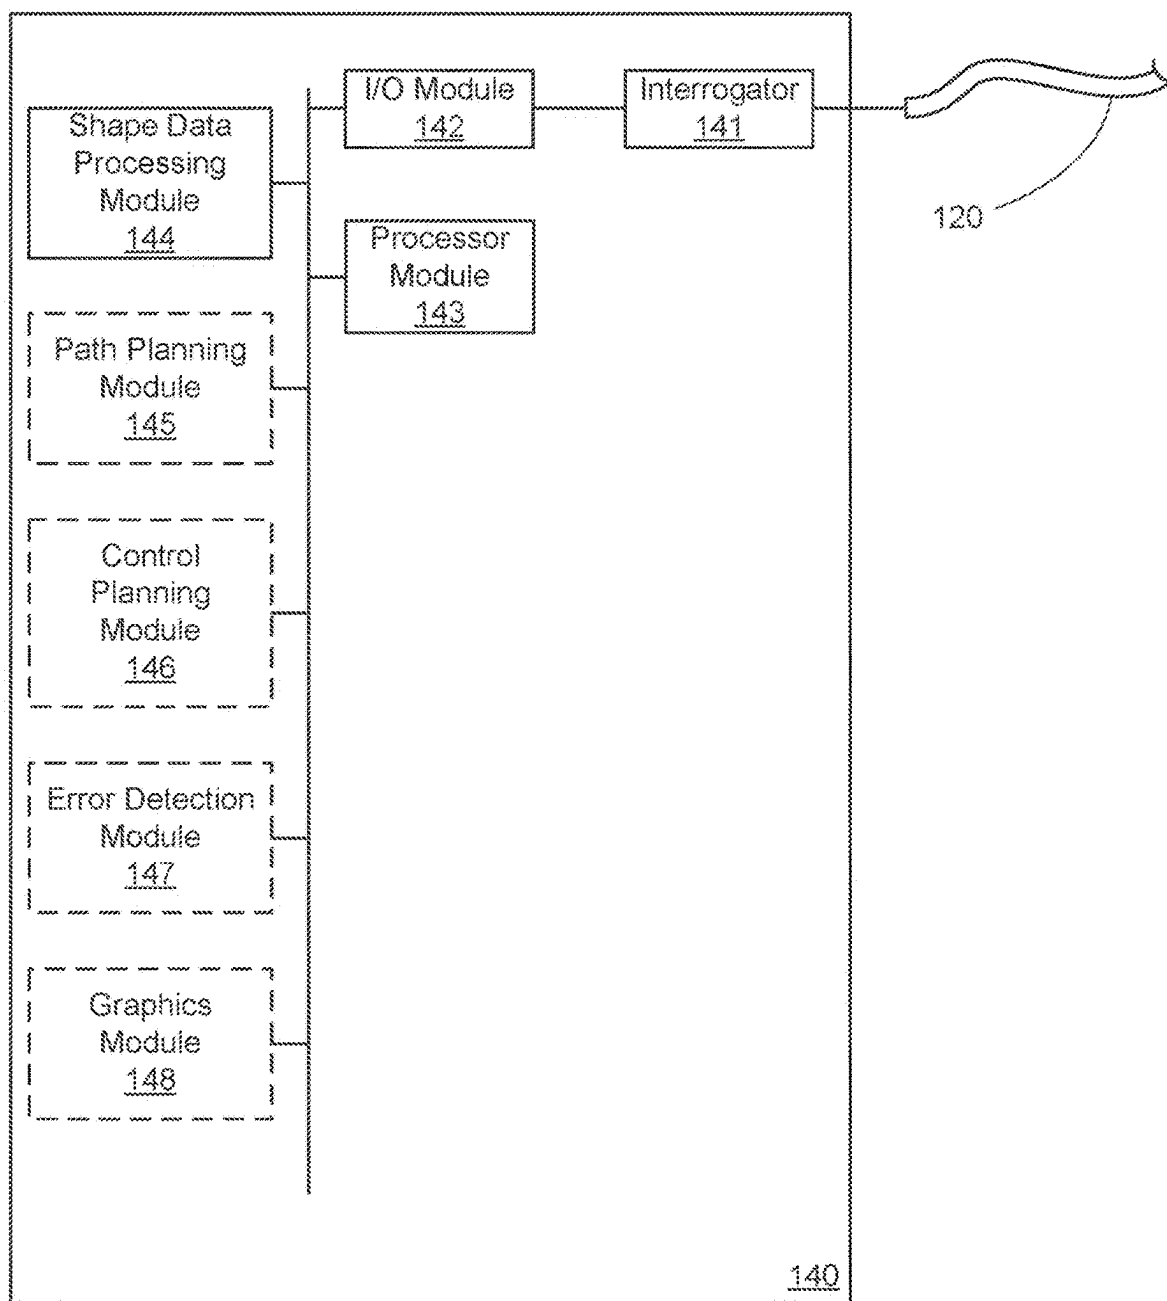 I/O Module
142
Interrogator
141
120
Shape Data
Processing
Module
144
Processor
Module
143
Path Planning
Module
145
Control
Planning
Module
146
Error Detection
Module
147
Graphics
Module
148
140